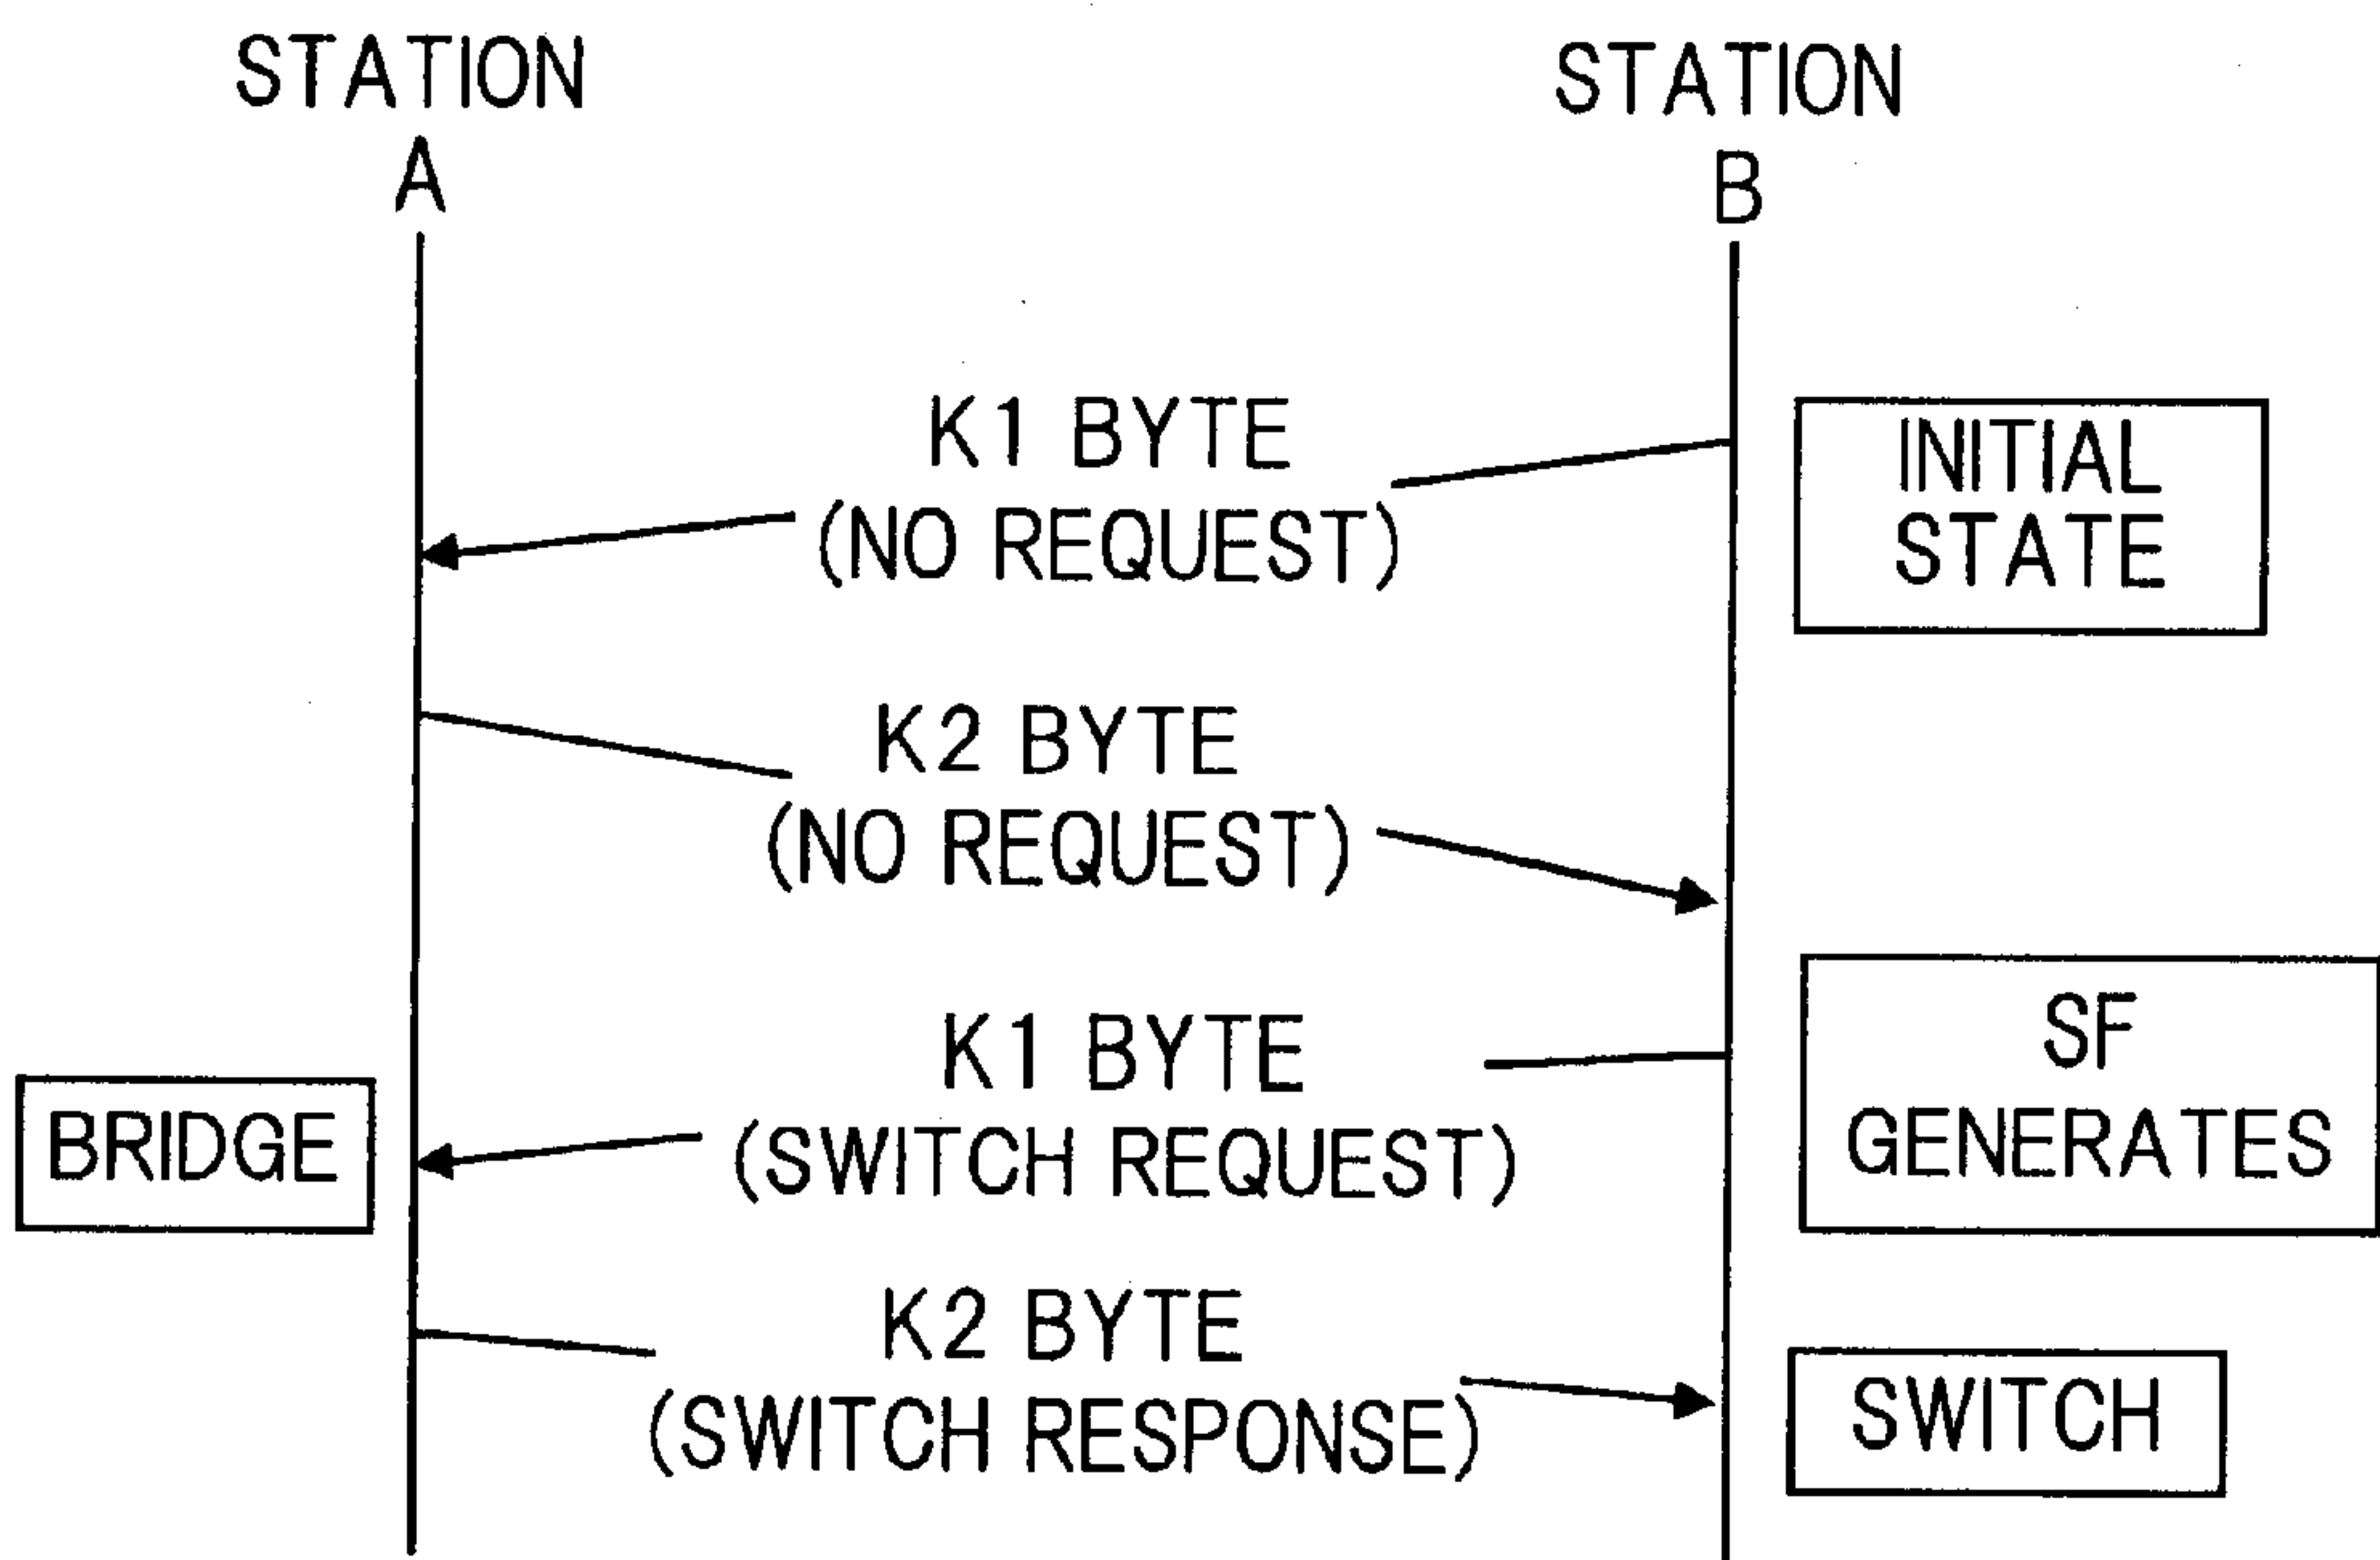 STATION
A
STATION
B
K1 BYTE
(NO REQUEST)
INITIAL
STATE
K2 BYTE
(NO REQUEST)
K1 BYTE
(SWITCH REQUEST)
SF
GENERATES
BRIDGE
K2 BYTE
(SWITCH RESPONSE)
SWITCH